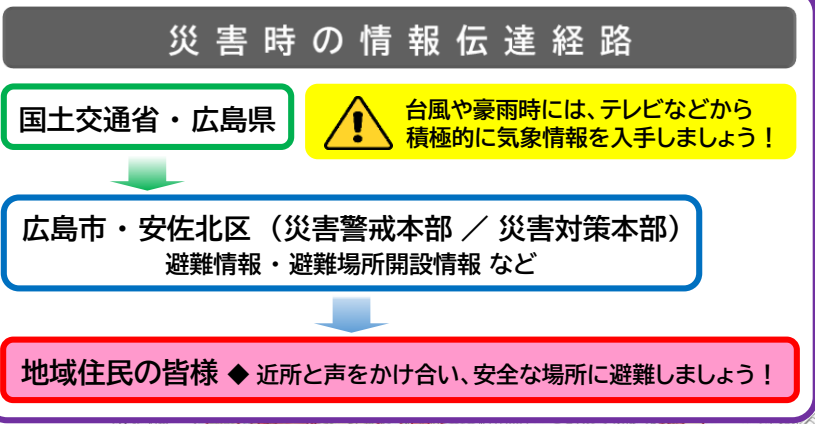 災害時の情報伝達経路
国土交通省・広島県
台風や豪雨時には、テレビなどから
積極的に気象情報を入手しましょう！
広島市・安佐北区（災害警戒本部 ／ 災害対策本部）
避難情報・避難場所開設情報 など
地域住民の皆様 ◆ 近所と声をかけ合い、安全な場所に避難しましょう！